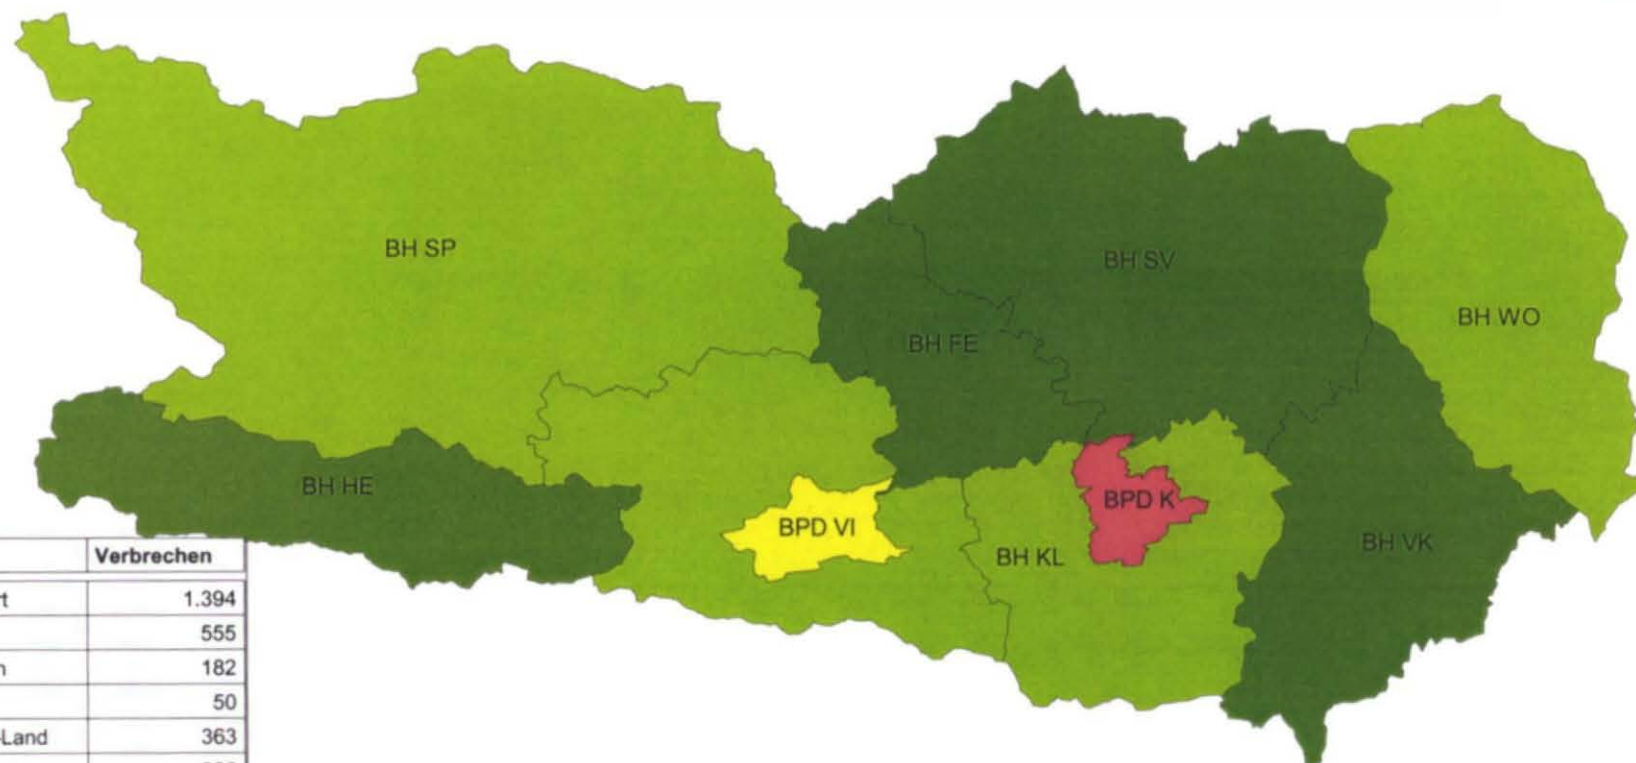 BH SP
BH SV
BH WO
BH FE
BH HE
BPD VI
BPD K
BH KL
BH VK
Verbrechen
rt 1.394
555
n 182
50
-Land 363